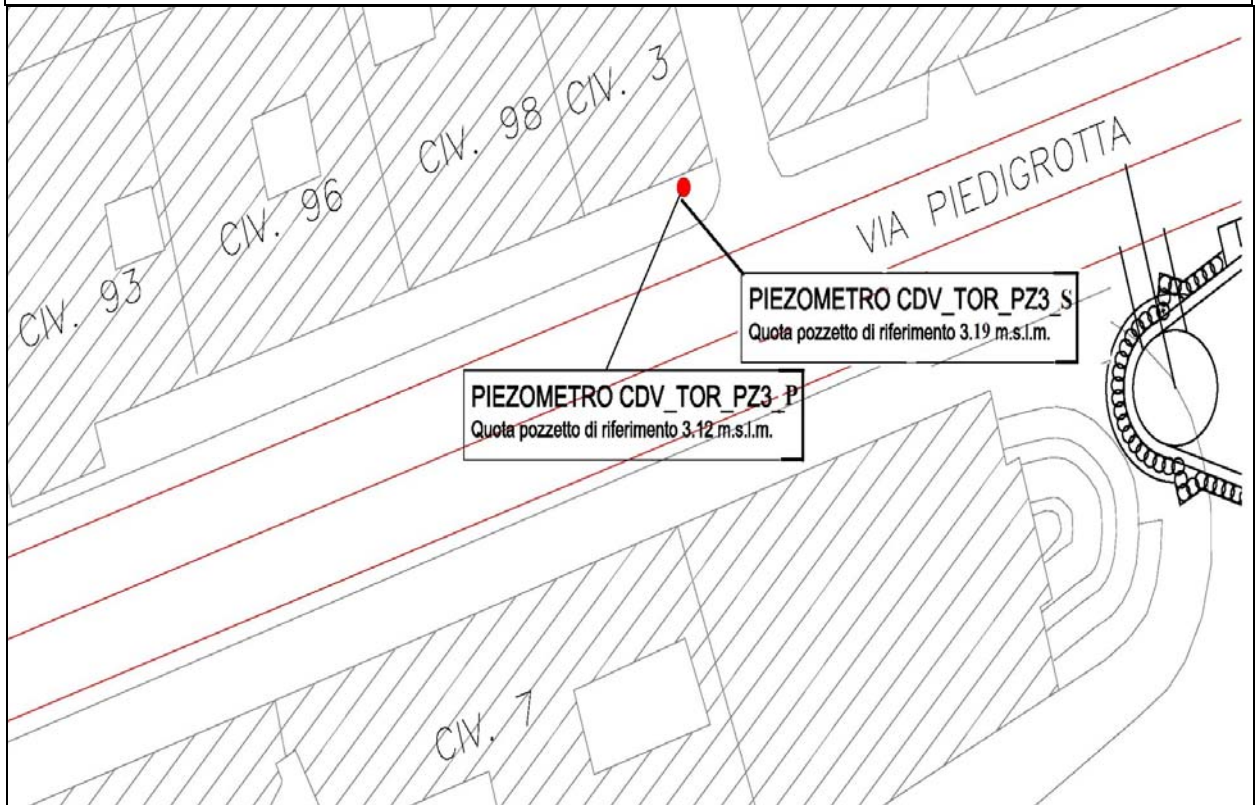 CIV. 98 CIV. 3
CIV. 96
CIV. 93
VIA PIEDIGROTTA
PIEZOMETRO CDV_TOR_PZ3_S
Quota pozzetto di riferimento 3.19 m.s.l.m.
PIEZOMETRO CDV_TOR_PZ3_P
Quota pozzetto di riferimento 3.12 m.s.l.m.
CIV. 7